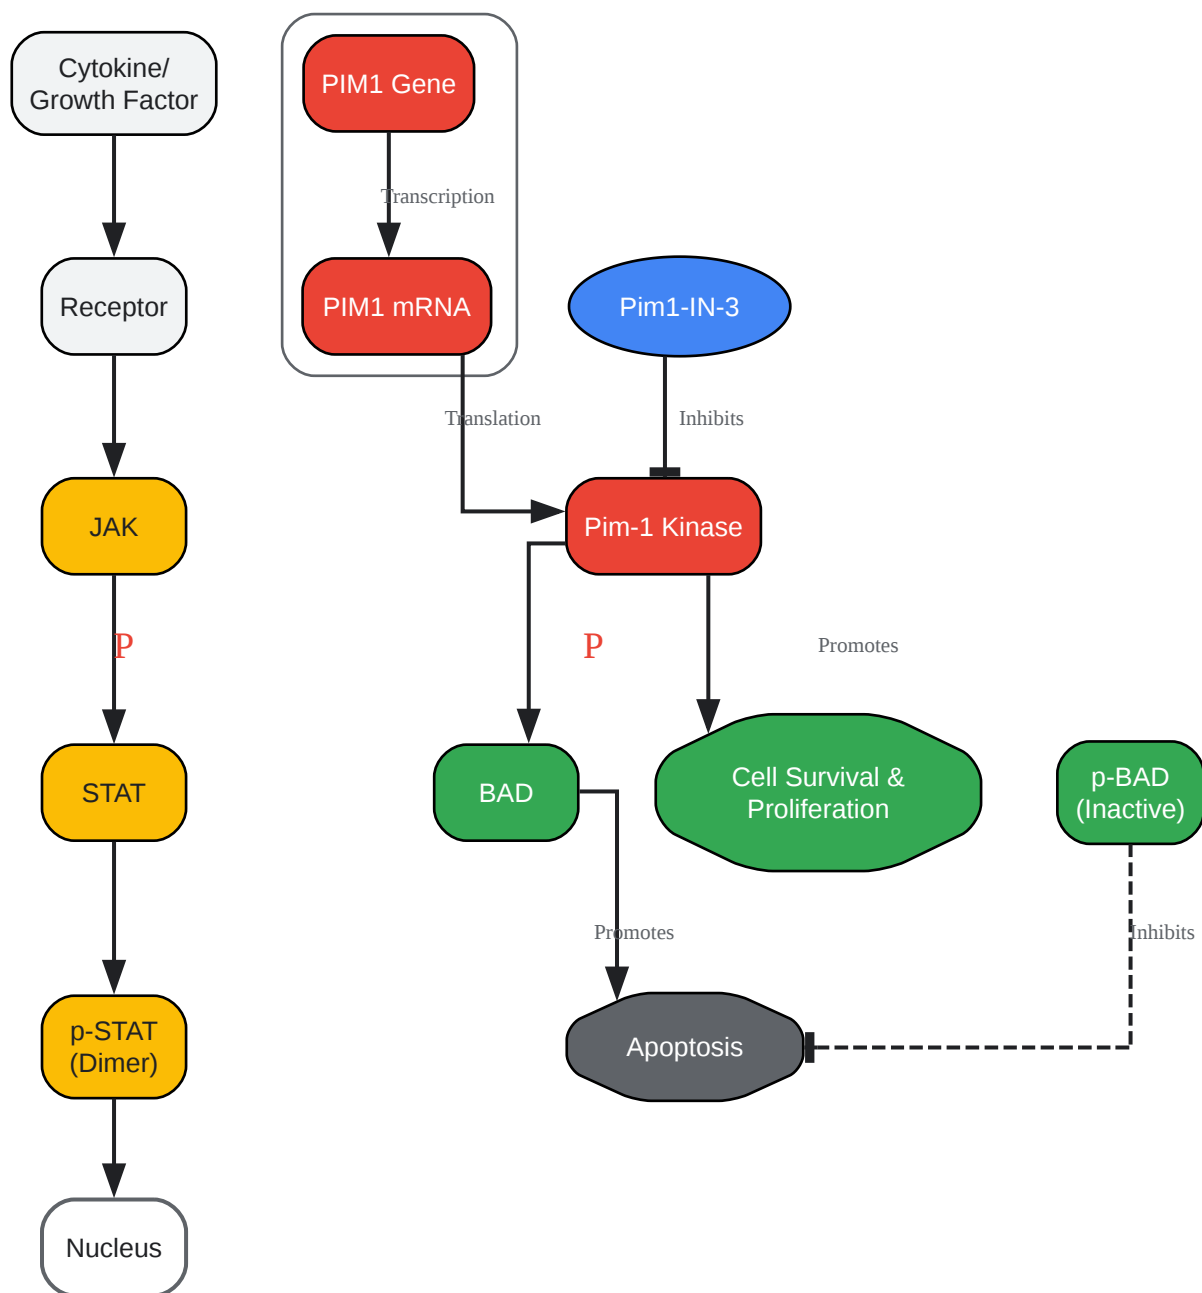 Cytokine/
Growth Factor
PIM1 Gene
Transcription
Receptor
PIM1 mRNA
Pim1-IN-3
Translation
Inhibits
JAK
Pim-1 Kinase
P
P
Promotes
STAT
BAD
Cell Survival &
Proliferation
p-BAD
(Inactive)
Promotes
Inhibits
p-STAT
(Dimer)
Apoptosis
Nucleus